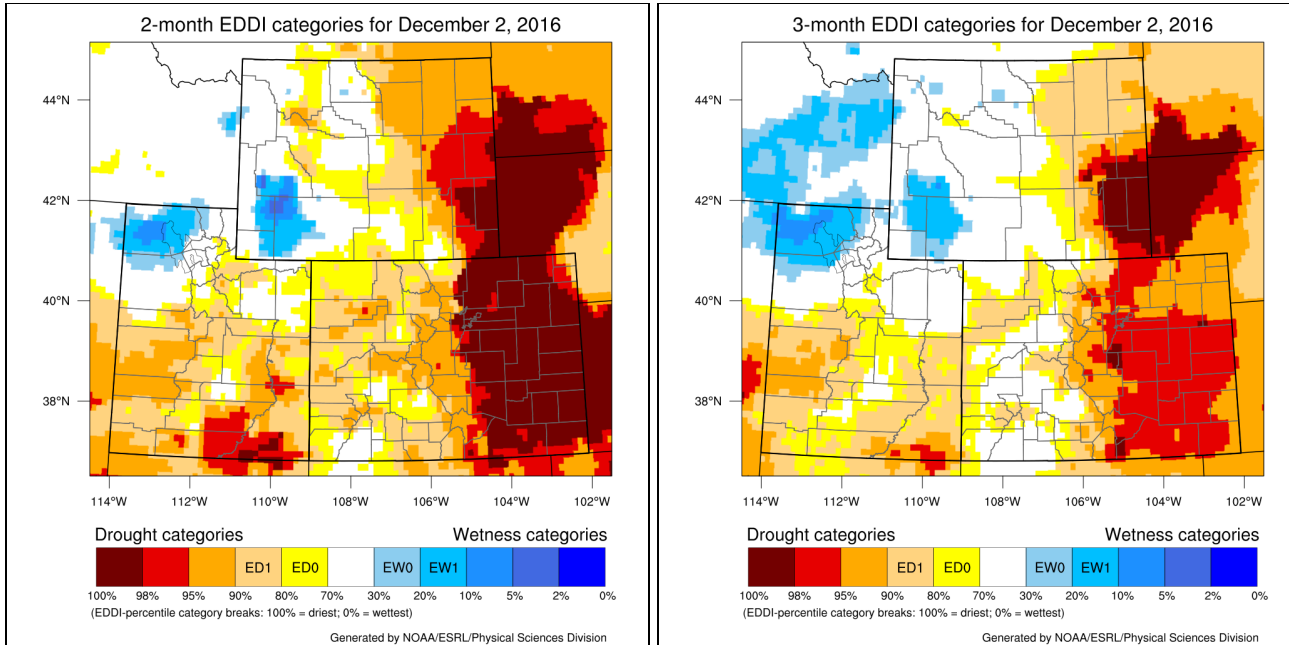 2-month EDDI categories for December 2, 2016
44°N
42°N
40°N
38°N
114°W 112°W 110°W 108°W 106°W 104°W 102°W
Drought categories Wetness categories
ED1 ED0 EW0 EW1
100% 98% 95% 90% 80% 70% 30% 20% 10% 5% 2% 0%
(EDDI-percentile category breaks: 100% = driest; 0% = wettest)
Generated by NOAA/ESRL/Physical Sciences Division
3-month EDDI categories for December 2, 2016
44°N
42°N
40°N
38°N
114°W 112°W 110°W 108°W 106°W 104°W 102°W
Drought categories Wetness categories
ED1 ED0 EW0 EW1
100% 98% 95% 90% 80% 70% 30% 20% 10% 5% 2% 0%
(EDDI-percentile category breaks: 100% = driest; 0% = wettest)
Generated by NOAA/ESRL/Physical Sciences Division